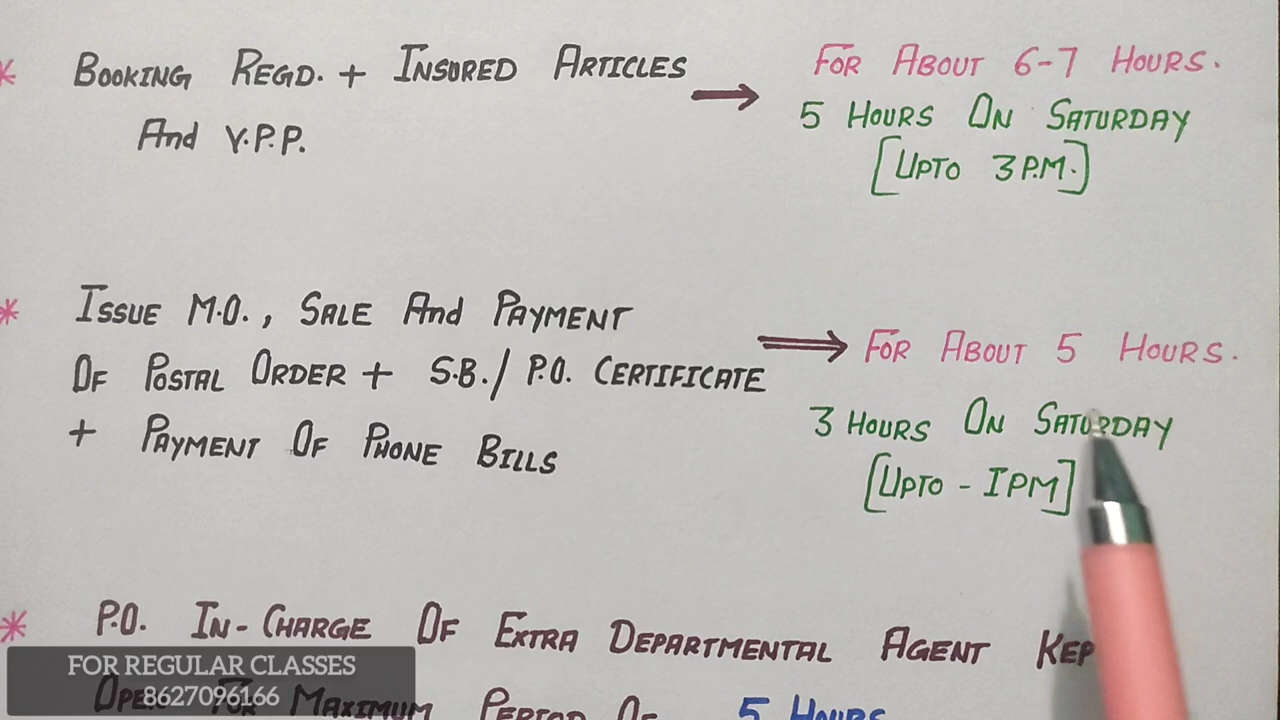 * Booking Regd. + Insured Articles → For About 6-7 Hours.
And V.P.P.
5 Hours On Saturday
[Upto 3 P.M.]
* Issue M.O., Sale And Payment
Of Postal Order + S.B./P.O. Certificate
+ Payment Of Phone Bills
⇒ For About 5 Hours.
3 Hours On Saturday
[Upto - 1PM]
* P.O. In-Charge Of Extra Departmental Agent Kep
Open For Maximum Period Of 5 Hours
FOR REGULAR CLASSES
8627096166